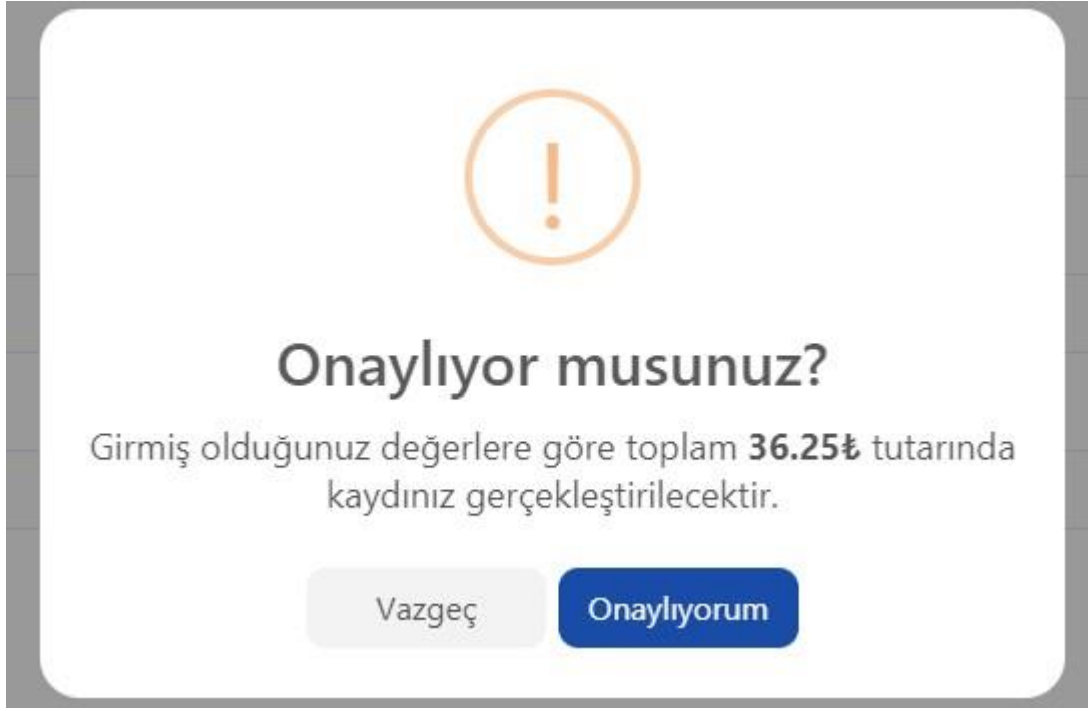 Onaylıyor musunuz?
Girmiş olduğunuz değerlere göre toplam 36.25₺ tutarında
kaydınız gerçekleştirilecektir.
Vazgeç
Onaylıyorum